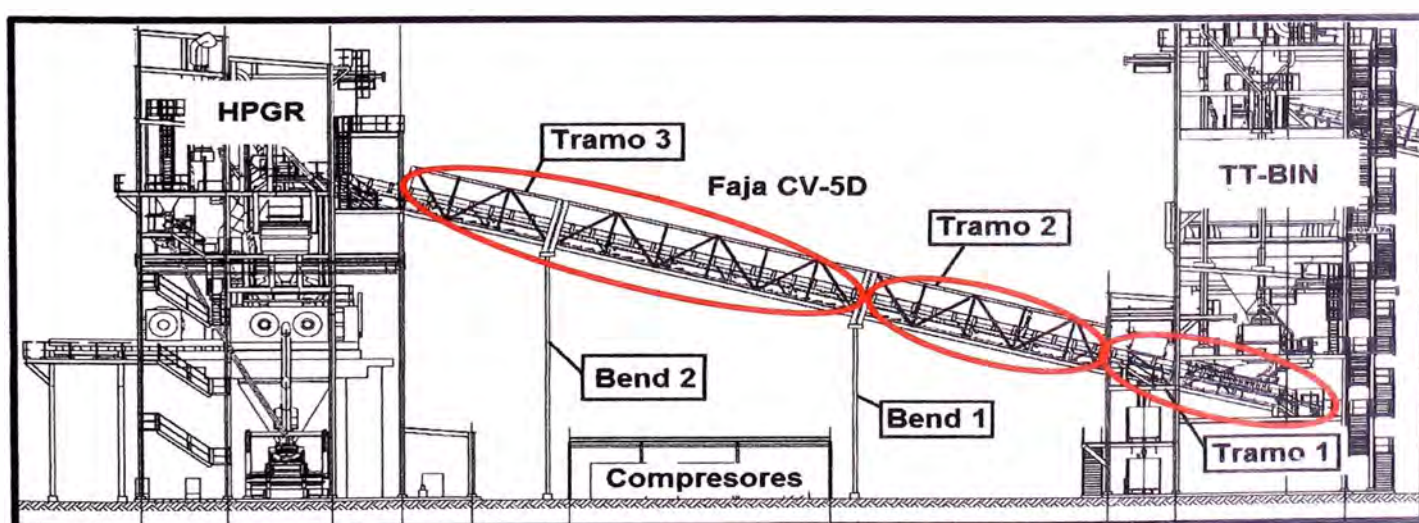 HPGR
Tramo 3
Faja CV-5D
TT-BIN
Tramo 2
Bend 2
Bend 1
Tramo 1
Compresores